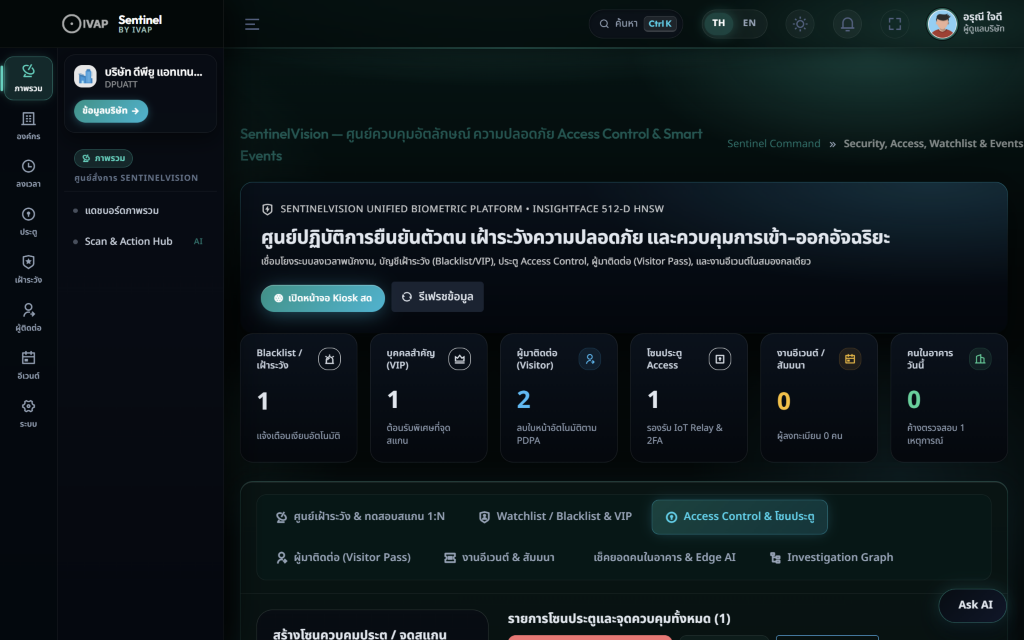 IVAP
Sentinel
BY IVAP
ค้นหา
Ctrl K
TH
EN
อรุณี ใจดี
ผู้ดูแลบริษัท
ภาพรวม
องค์กร
ลงเวลา
ประตู
เฝ้าระวัง
ผู้ติดต่อ
อีเวนต์
ระบบ
บริษัท ดีพียู แอทเทน...
DPUATT
ข้อมูลบริษัท →
ภาพรวม
ศูนย์สั่งการ SENTINELVISION
แดชบอร์ดภาพรวม
Scan & Action Hub AI
SentinelVision — ศูนย์ควบคุมอัตลักษณ์ ความปลอดภัย Access Control & Smart
Events
Sentinel Command » Security, Access, Watchlist & Events
SENTINELVISION UNIFIED BIOMETRIC PLATFORM • INSIGHTFACE 512-D HNSW
ศูนย์ปฏิบัติการยืนยันตัวตน เฝ้าระวังความปลอดภัย และควบคุมการเข้า-ออกอัจฉริยะ
เชื่อมโยงระบบลงเวลาพนักงาน, บัญชีเฝ้าระวัง (Blacklist/VIP), ประตู Access Control, ผู้มาติดต่อ (Visitor Pass), และงานอีเวนต์ในสมองกลเดียว
เปิดหน้าจอ Kiosk สด
รีเฟรชข้อมูล
Blacklist /
เฝ้าระวัง
1
แจ้งเตือนเงียบอัตโนมัติ
บุคคลสำคัญ
(VIP)
1
ต้อนรับพิเศษที่จุด
สแกน
ผู้มาติดต่อ
(Visitor)
2
ลบใบหน้าอัตโนมัติตาม
PDPA
โซนประตู
Access
1
รองรับ IoT Relay &
2FA
งานอีเวนต์ /
สัมมนา
0
ผู้ลงทะเบียน 0 คน
คนในอาคาร
วันนี้
0
ค้างตรวจสอบ 1
เหตุการณ์
ศูนย์เฝ้าระวัง & ทดสอบสแกน 1:N
Watchlist / Blacklist & VIP
Access Control & โซนประตู
ผู้มาติดต่อ (Visitor Pass)
งานอีเวนต์ & สัมมนา
เช็คยอดคนในอาคาร & Edge AI
Investigation Graph
Ask AI
สร้างโซนควบคุมประตู / จุดสแกน
รายการโซนประตูและจุดควบคุมทั้งหมด (1)